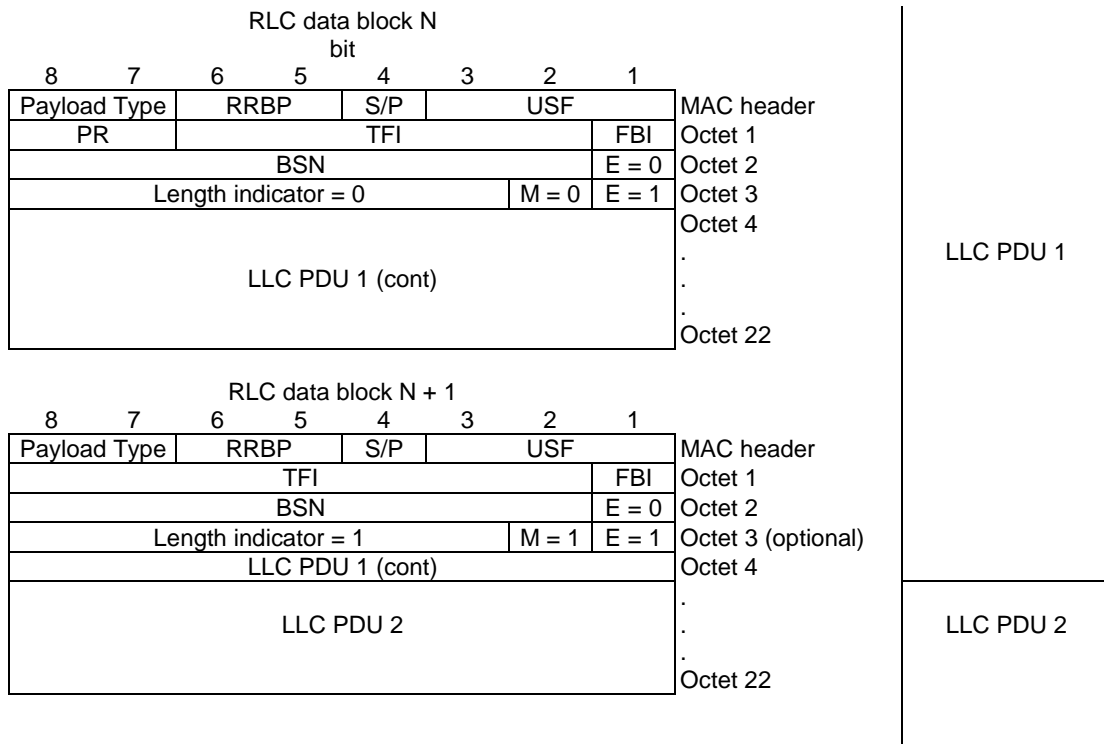 RLC data block N
bit
8 7 6 5 4 3 2 1
Payload Type RRBP S/P USF MAC header
PR TFI FBI Octet 1
BSN E = 0 Octet 2
Length indicator = 0 M = 0 E = 1 Octet 3
Octet 4
.
LLC PDU 1 (cont)
.
.
Octet 22
LLC PDU 1
RLC data block N + 1
8 7 6 5 4 3 2 1
Payload Type RRBP S/P USF MAC header
TFI FBI Octet 1
BSN E = 0 Octet 2
Length indicator = 1 M = 1 E = 1 Octet 3 (optional)
LLC PDU 1 (cont) Octet 4
.
LLC PDU 2 .
.
Octet 22
LLC PDU 2